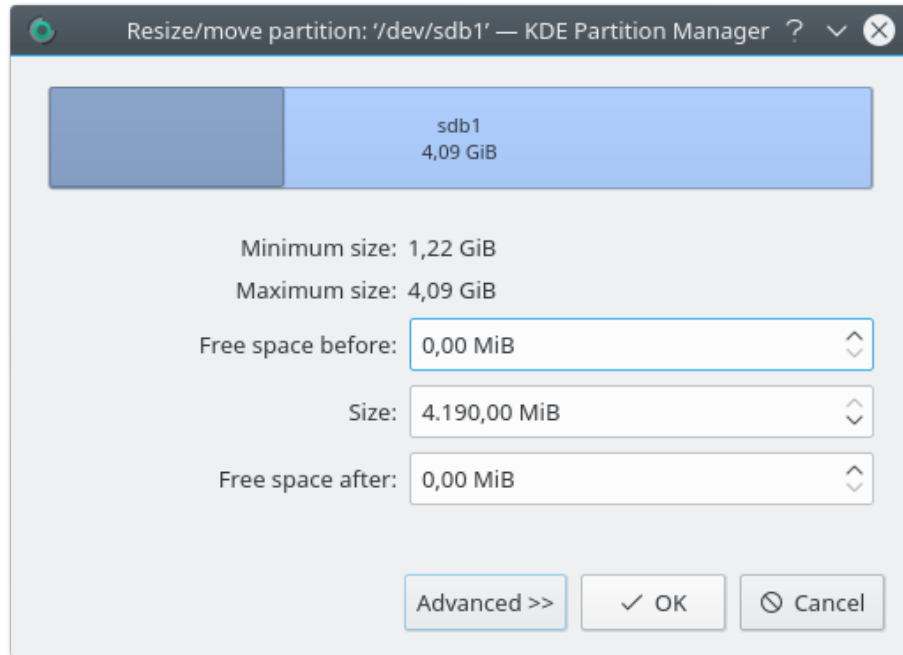 Resize/move partition: ‘/dev/sdb1’ — KDE Partition Manager ?
sdb1
4,09 GiB
Minimum size: 1,22 GiB
Maximum size: 4,09 GiB
Free space before: 0,00 MiB
Size: 4.190,00 MiB
Free space after: 0,00 MiB
Advanced >> OK Cancel